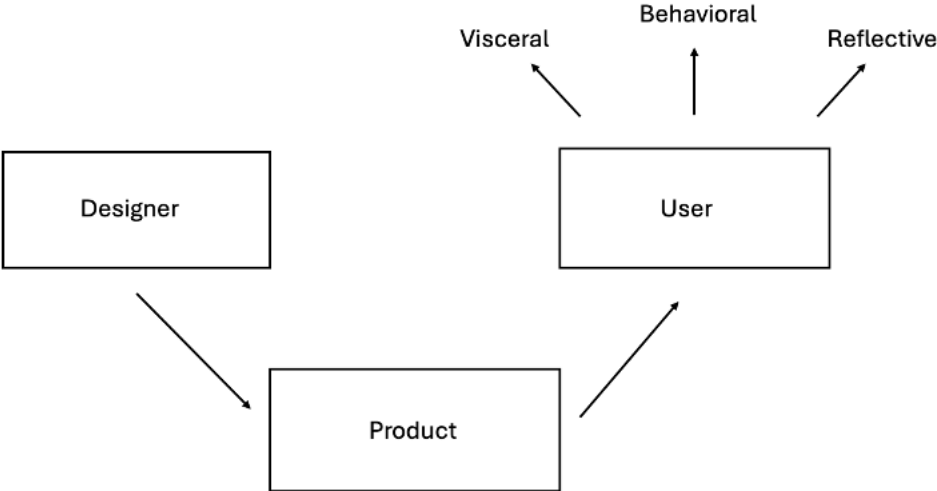 Behavioral
Visceral
Reflective
Designer
User
Product